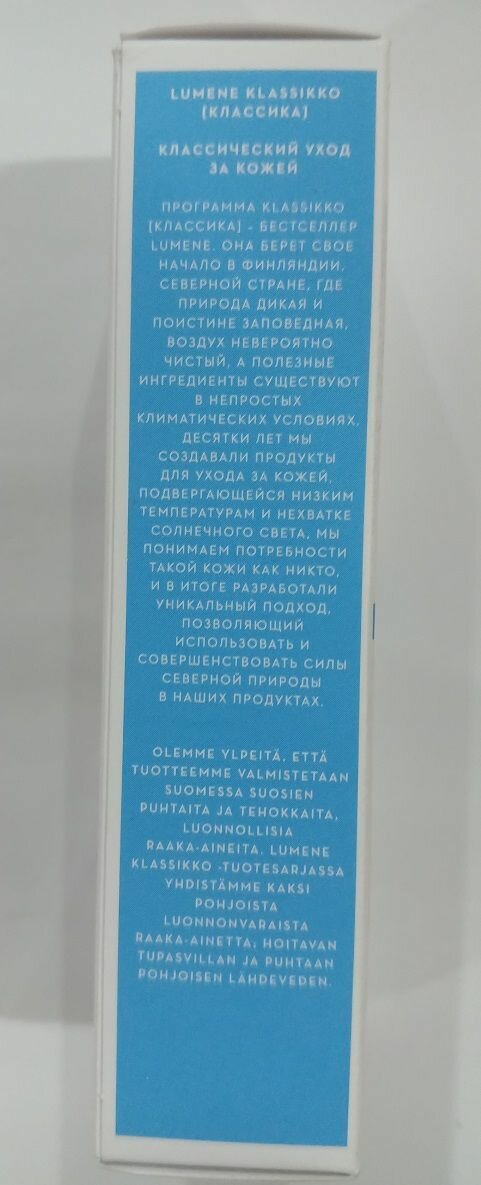 LUMENE KLASSIKKO
[КЛАССИКА]
КЛАССИЧЕСКИЙ УХОД
ЗА КОЖЕЙ
ПРОГРАММА KLASSIKKO
[КЛАССИКА] - БЕСТСЕЛЛЕР
LUMENE. ОНА БЕРЕТ СВОЕ
НАЧАЛО В ФИНЛЯНДИИ,
СЕВЕРНОЙ СТРАНЕ, ГДЕ
ПРИРОДА ДИКАЯ И
ПОИСТИНЕ ЗАПОВЕДНАЯ,
ВОЗДУХ НЕВЕРОЯТНО
ЧИСТЫЙ, А ПОЛЕЗНЫЕ
ИНГРЕДИЕНТЫ СУЩЕСТВУЮТ
В НЕПРОСТЫХ
КЛИМАТИЧЕСКИХ УСЛОВИЯХ.
ДЕСЯТКИ ЛЕТ МЫ
СОЗДАВАЛИ ПРОДУКТЫ
ДЛЯ УХОДА ЗА КОЖЕЙ,
ПОДВЕРГАЮЩЕЙСЯ НИЗКИМ
ТЕМПЕРАТУРАМ И НЕХВАТКЕ
СОЛНЕЧНОГО СВЕТА, МЫ
ПОНИМАЕМ ПОТРЕБНОСТИ
ТАКОЙ КОЖИ КАК НИКТО,
И В ИТОГЕ РАЗРАБОТАЛИ
УНИКАЛЬНЫЙ ПОДХОД,
ПОЗВОЛЯЮЩИЙ
ИСПОЛЬЗОВАТЬ И
СОВЕРШЕНСТВОВАТЬ СИЛЫ
СЕВЕРНОЙ ПРИРОДЫ
В НАШИХ ПРОДУКТАХ.
OLEMME YLPEITÄ, ETTÄ
TUOTTEEMME VALMISTETAAN
SUOMESSA SUOSIEN
PUHTAITA JA TEHOKKAITA,
LUONNOLLISIA
RAAKA-AINEITA. LUMENE
KLASSIKKO -TUOTESARJASSA
YHDISTÄMME KAKSI
POHJOISTA
LUONNONVARAISTA
RAAKA-AINETTA; HOITAVAN
TUPASVILLAN JA PUHTAAN
POHJOISEN LÄHDEVEDEN.